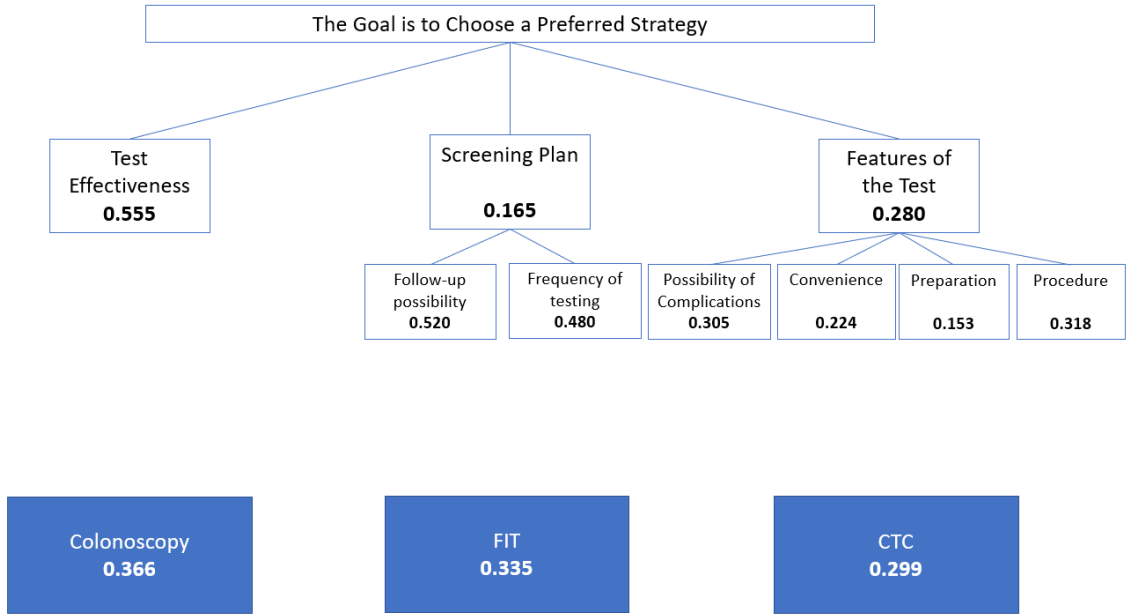 The Goal is to Choose a Preferred Strategy
Test
Effectiveness
0.555
Screening Plan
0.165
Features of
the Test
0.280
Follow-up
possibility
0.520
Frequency of
testing
0.480
Possibility of
Complications
0.305
Convenience
0.224
Preparation
0.153
Procedure
0.318
Colonoscopy
0.366
FIT
0.335
CTC
0.299